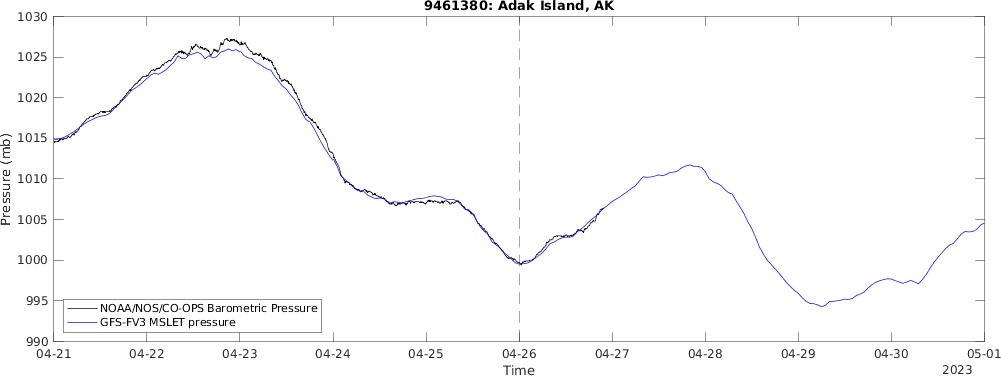 9461380: Adak Island, AK
Pressure (mb)
1030
1025
1020
1015
1010
1005
1000
995
990
NOAA/NOS/CO-OPS Barometric Pressure
GFS-FV3 MSLET pressure
04-21 04-22 04-23 04-24 04-25 04-26 04-27 04-28 04-29 04-30 05-01
Time
2023